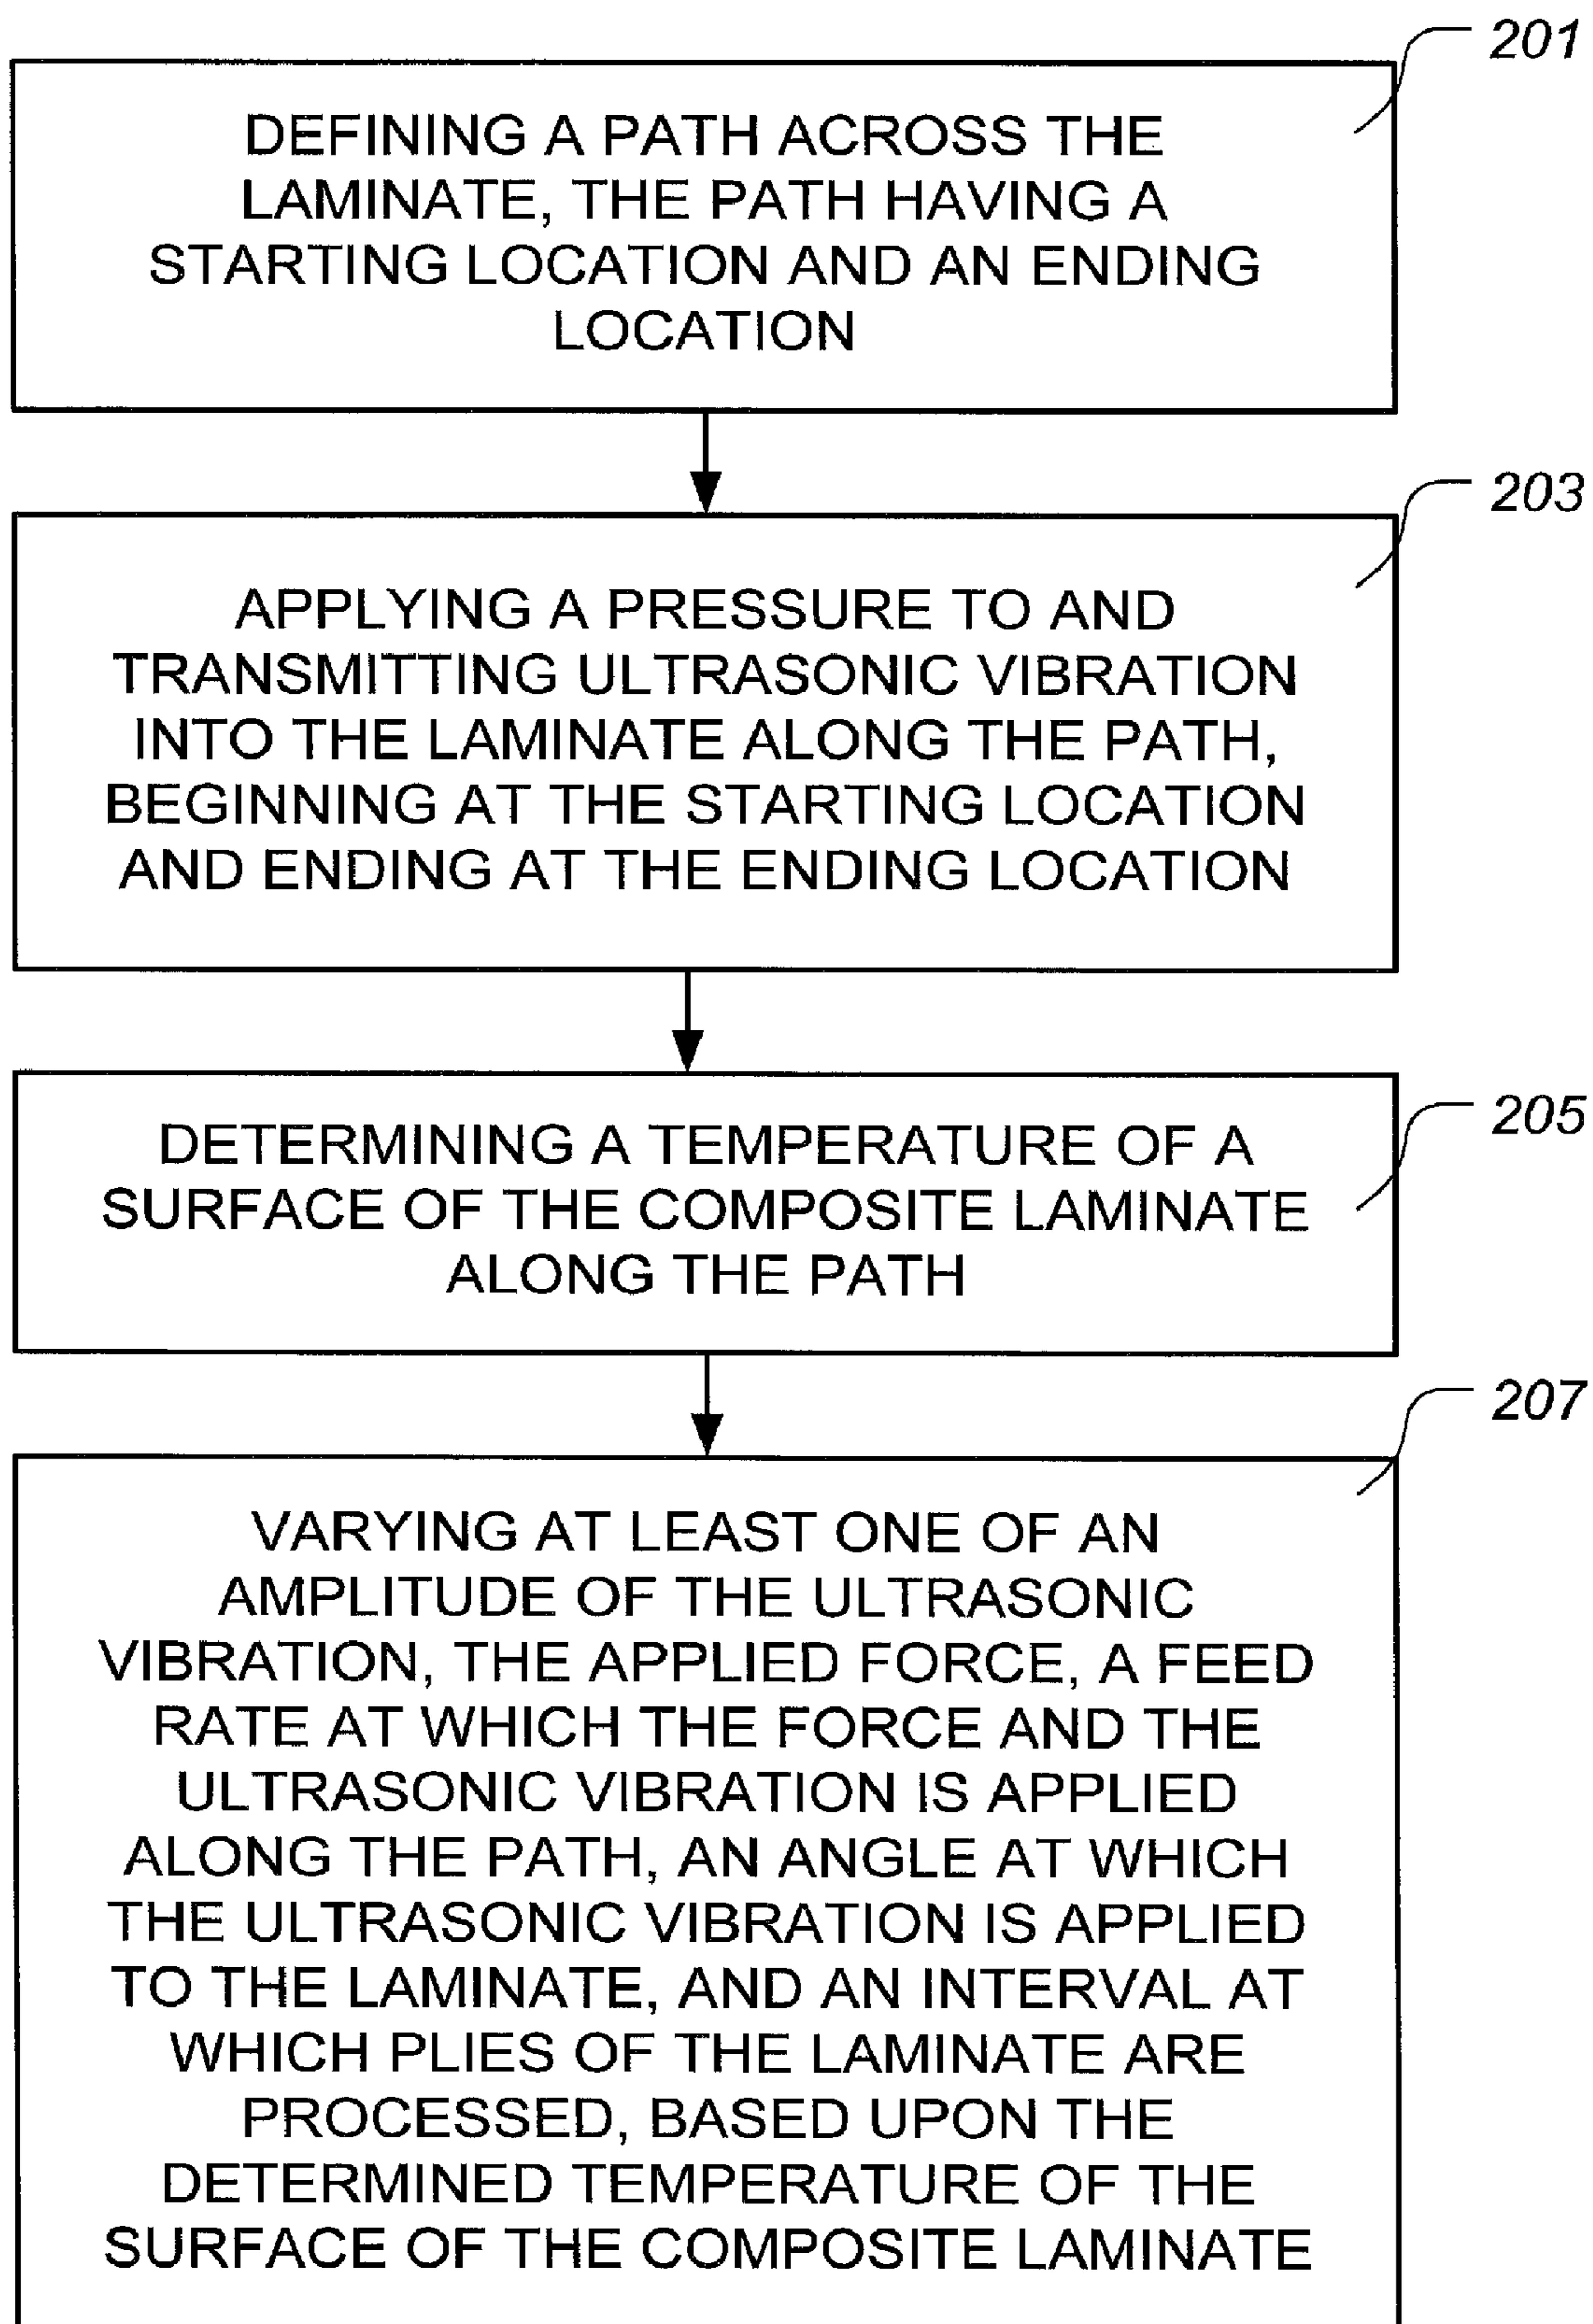 201
DEFINING A PATH ACROSS THE
LAMINATE, THE PATH HAVING A
STARTING LOCATION AND AN ENDING
LOCATION
203
APPLYING A PRESSURE TO AND
TRANSMITTING ULTRASONIC VIBRATION
INTO THE LAMINATE ALONG THE PATH,
BEGINNING AT THE STARTING LOCATION
AND ENDING AT THE ENDING LOCATION
205
DETERMINING A TEMPERATURE OF A
SURFACE OF THE COMPOSITE LAMINATE
ALONG THE PATH
207
VARYING AT LEAST ONE OF AN
AMPLITUDE OF THE ULTRASONIC
VIBRATION, THE APPLIED FORCE, A FEED
RATE AT WHICH THE FORCE AND THE
ULTRASONIC VIBRATION IS APPLIED
ALONG THE PATH, AN ANGLE AT WHICH
THE ULTRASONIC VIBRATION IS APPLIED
TO THE LAMINATE, AND AN INTERVAL AT
WHICH PLIES OF THE LAMINATE ARE
PROCESSED, BASED UPON THE
DETERMINED TEMPERATURE OF THE
SURFACE OF THE COMPOSITE LAMINATE